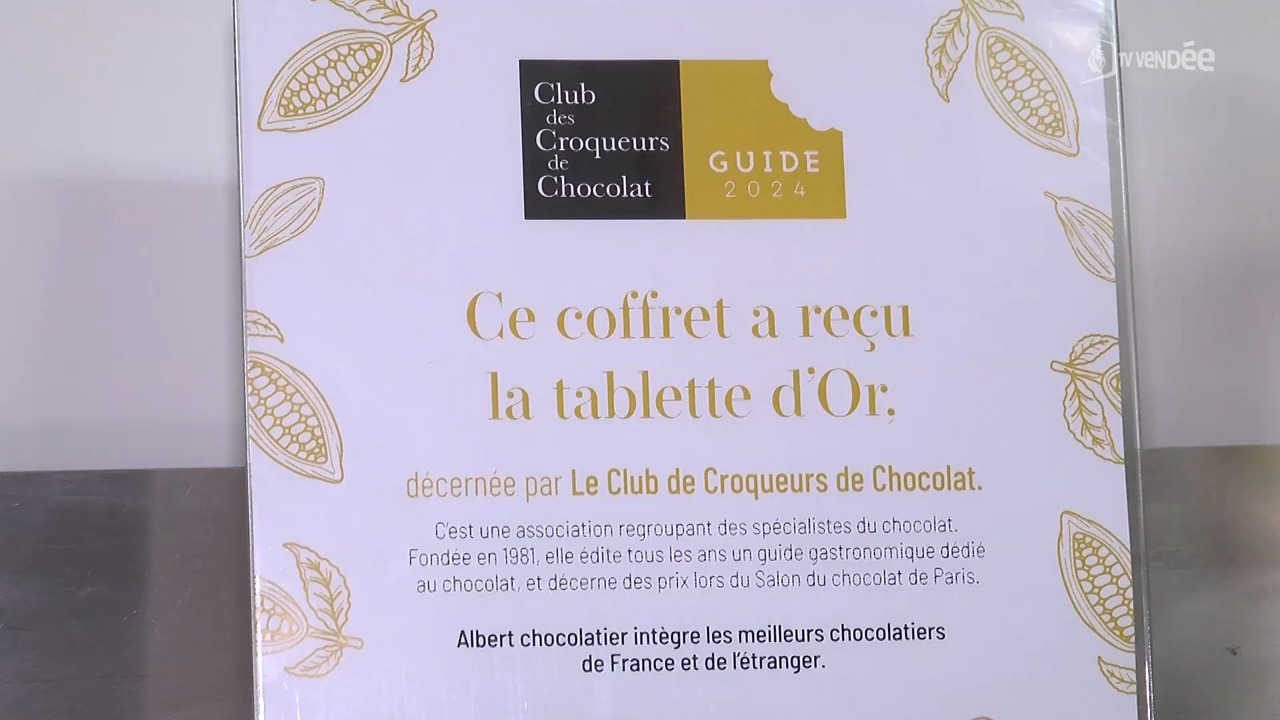 TV VENDÉE
Club
des
Croqueurs
de
Chocolat
GUIDE
2024
Ce coffret a reçu
la tablette d'Or,
décernée par Le Club de Croqueurs de Chocolat.
C'est une association regroupant des spécialistes du chocolat.
Fondée en 1981, elle édite tous les ans un guide gastronomique dédié
au chocolat, et décerne des prix lors du Salon du chocolat de Paris.
Albert chocolatier intègre les meilleurs chocolatiers
de France et de l'étranger.